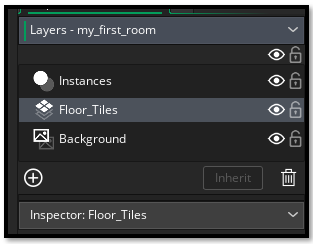 Layers - my_first_room
Instances
Floor_Tiles
Background
Inherit
Inspector: Floor_Tiles